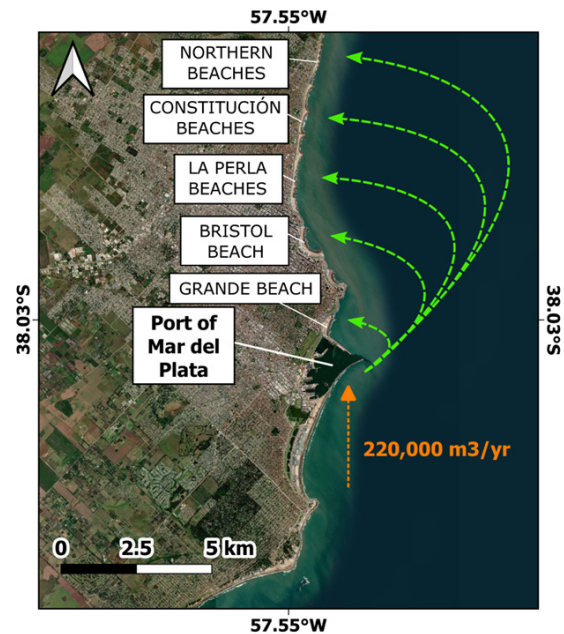 57.55°W
NORTHERN
BEACHES
CONSTITUCIÓN
BEACHES
LA PERLA
BEACHES
BRISTOL
BEACH
GRANDE BEACH
38.03°S
38.03°S
Port of
Mar del
Plata
220,000 m3/yr
0 2.5 5 km
57.55°W